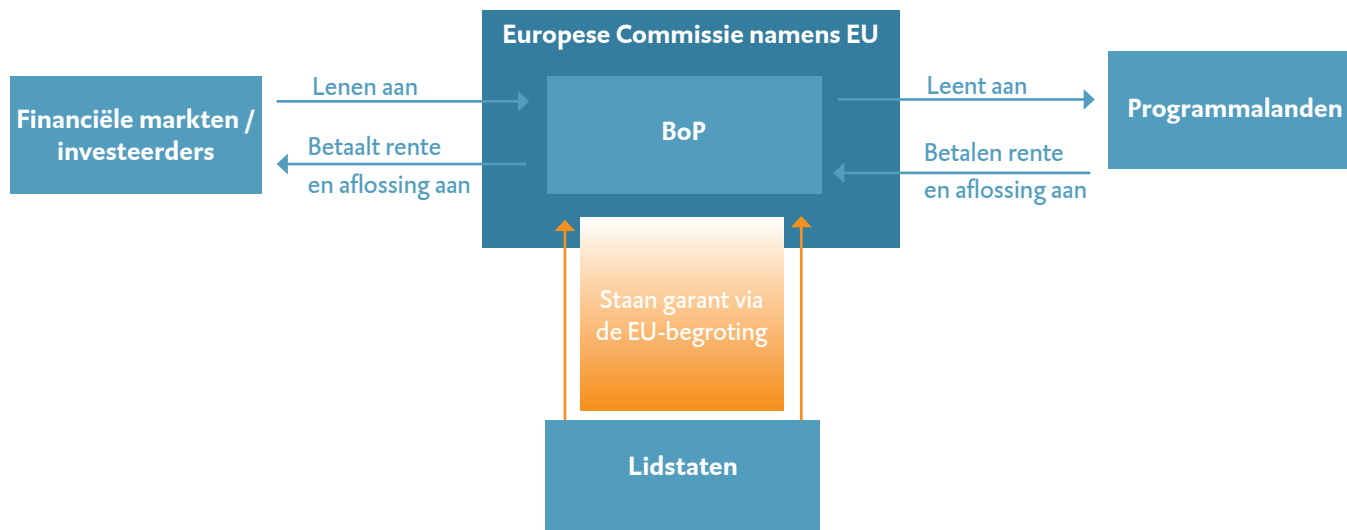 Europese Commissie namens EU
Financiële markten /
investeerders
Lenen aan
Betaalt rente
en aflossing aan
BoP
Leent aan
Betalen rente
en aflossing aan
Programmalanden
Staan garant via
de EU-begroting
Lidstaten